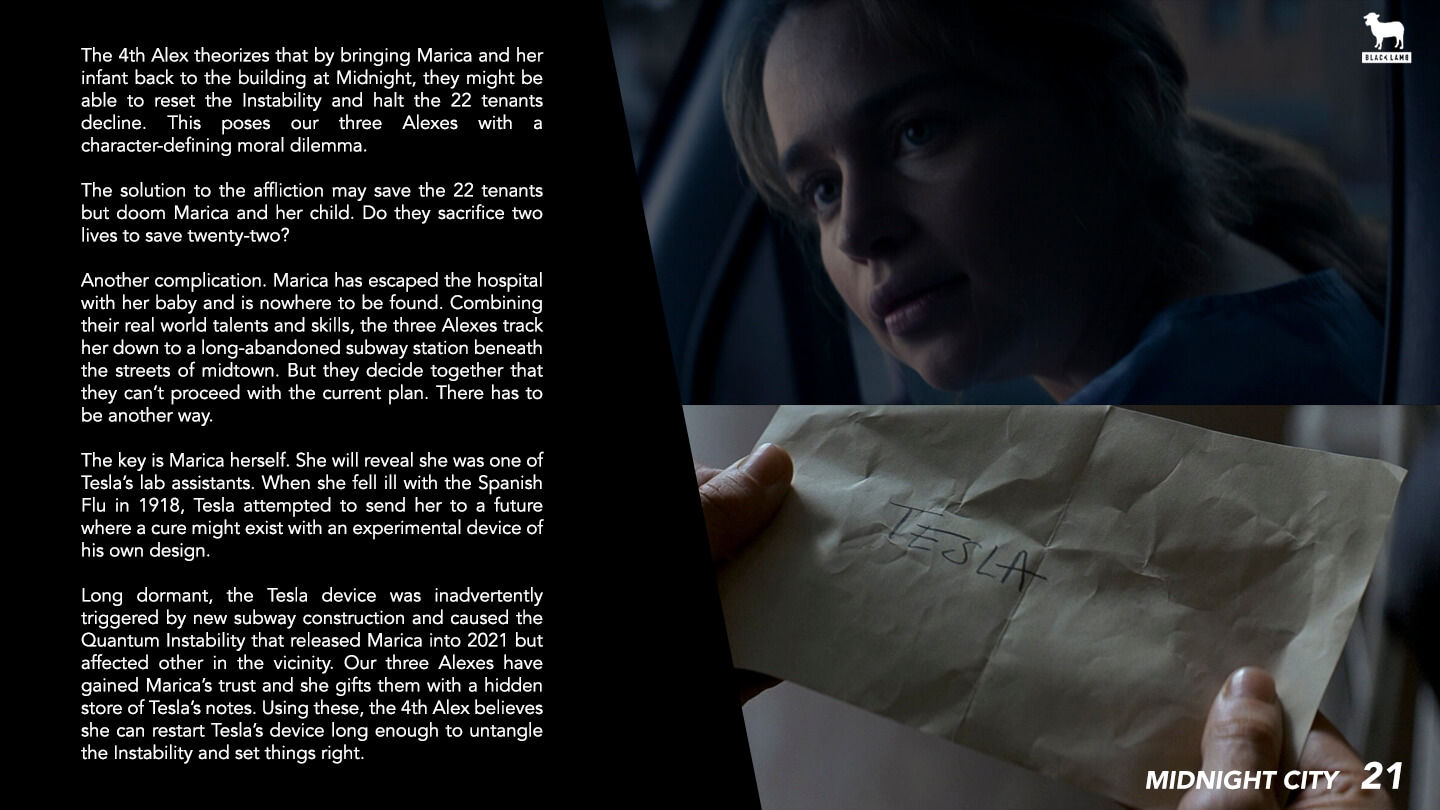 The 4th Alex theorizes that by bringing Marica and her
infant back to the building at Midnight, they might be
able to reset the Instability and halt the 22 tenants
decline. This poses our three Alexes with a
character-defining moral dilemma.
The solution to the affliction may save the 22 tenants
but doom Marica and her child. Do they sacrifice two
lives to save twenty-two?
Another complication. Marica has escaped the hospital
with her baby and is nowhere to be found. Combining
their real world talents and skills, the three Alexes track
her down to a long-abandoned subway station beneath
the streets of midtown. But they decide together that
they can’t proceed with the current plan. There has to
be another way.
The key is Marica herself. She will reveal she was one of
Tesla’s lab assistants. When she fell ill with the Spanish
Flu in 1918, Tesla attempted to send her to a future
where a cure might exist with an experimental device of
his own design.
Long dormant, the Tesla device was inadvertently
triggered by new subway construction and caused the
Quantum Instability that released Marica into 2021 but
affected other in the vicinity. Our three Alexes have
gained Marica’s trust and she gifts them with a hidden
store of Tesla’s notes. Using these, the 4th Alex believes
she can restart Tesla’s device long enough to untangle
the Instability and set things right.
BLACK LAMB
TESLA
MIDNIGHT CITY 21